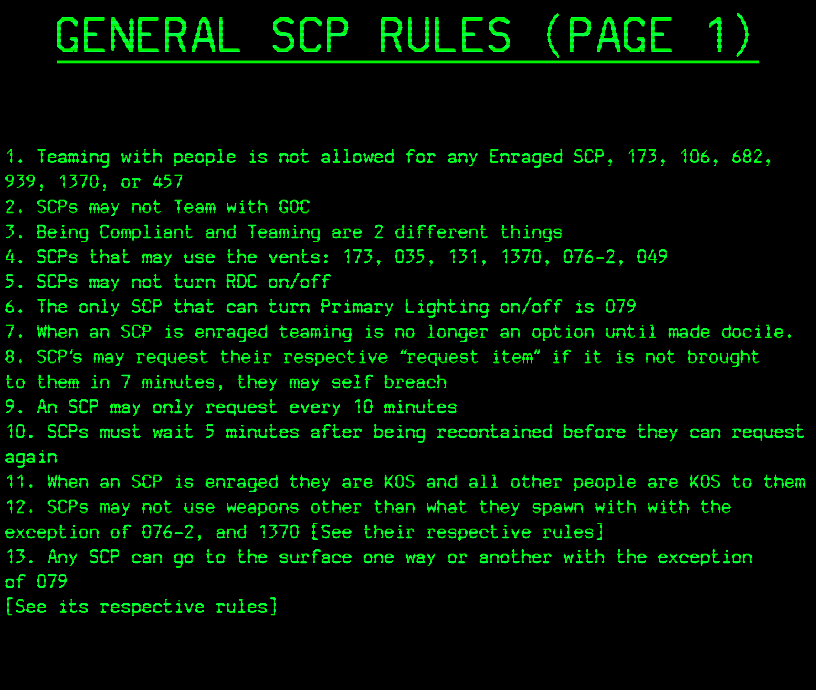 GENERAL SCP RULES (PAGE 1)
1. Teaming with people is not allowed for any Enraged SCP, 173, 106, 682,
939, 1370, or 457
2. SCPs may not Team with GOC
3. Being Compliant and Teaming are 2 different things
4. SCPs that may use the vents: 173, 035, 131, 1370, 076-2, 049
5. SCPs may not turn RDC on/off
6. The only SCP that can turn Primary Lighting on/off is 079
7. When an SCP is enraged teaming is no longer an option until made docile.
8. SCP's may request their respective "request item" if it is not brought
to them in 7 minutes, they may self breach
9. An SCP may only request every 10 minutes
10. SCPs must wait 5 minutes after being recontained before they can request
again
11. When an SCP is enraged they are KOS and all other people are KOS to them
12. SCPs may not use weapons other than what they spawn with with the
exception of 076-2, and 1370 [See their respective rules]
13. Any SCP can go to the surface one way or another with the exception
of 079
[See its respective rules]